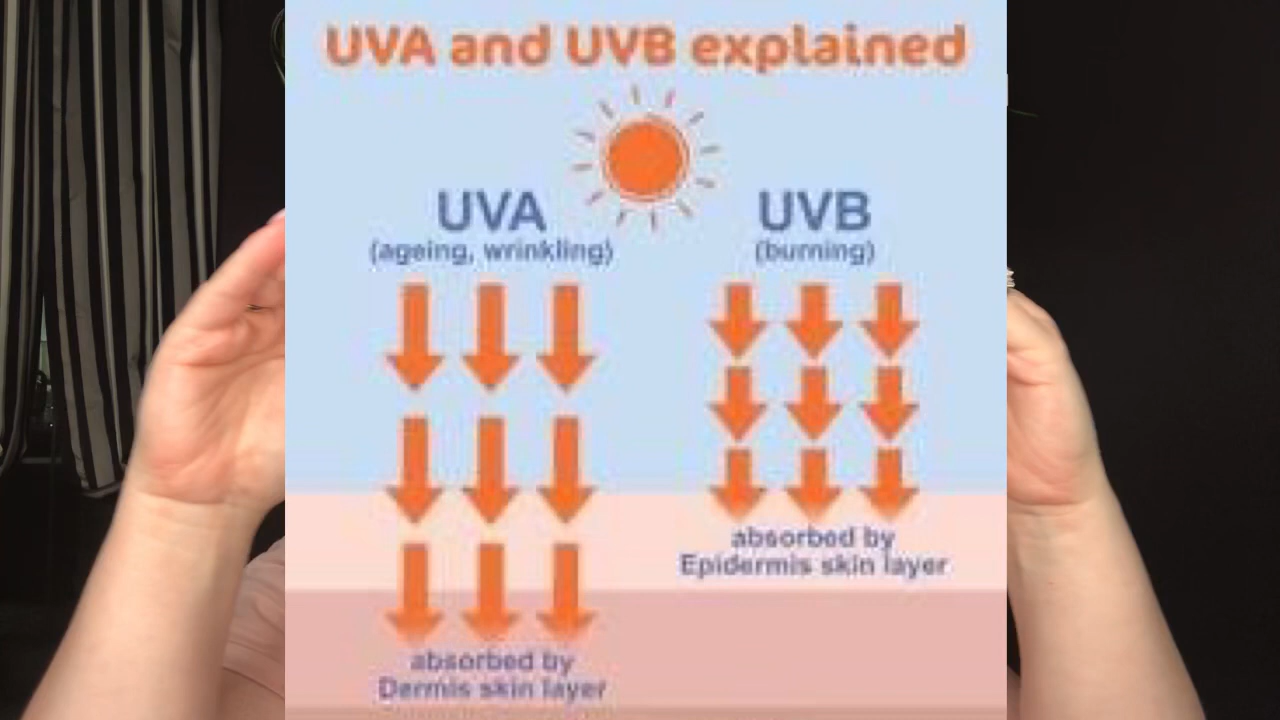 UVA and UVB explained
UVA
(ageing, wrinkling)
UVB
(burning)
absorbed by
Epidermis skin layer
absorbed by
Dermis skin layer